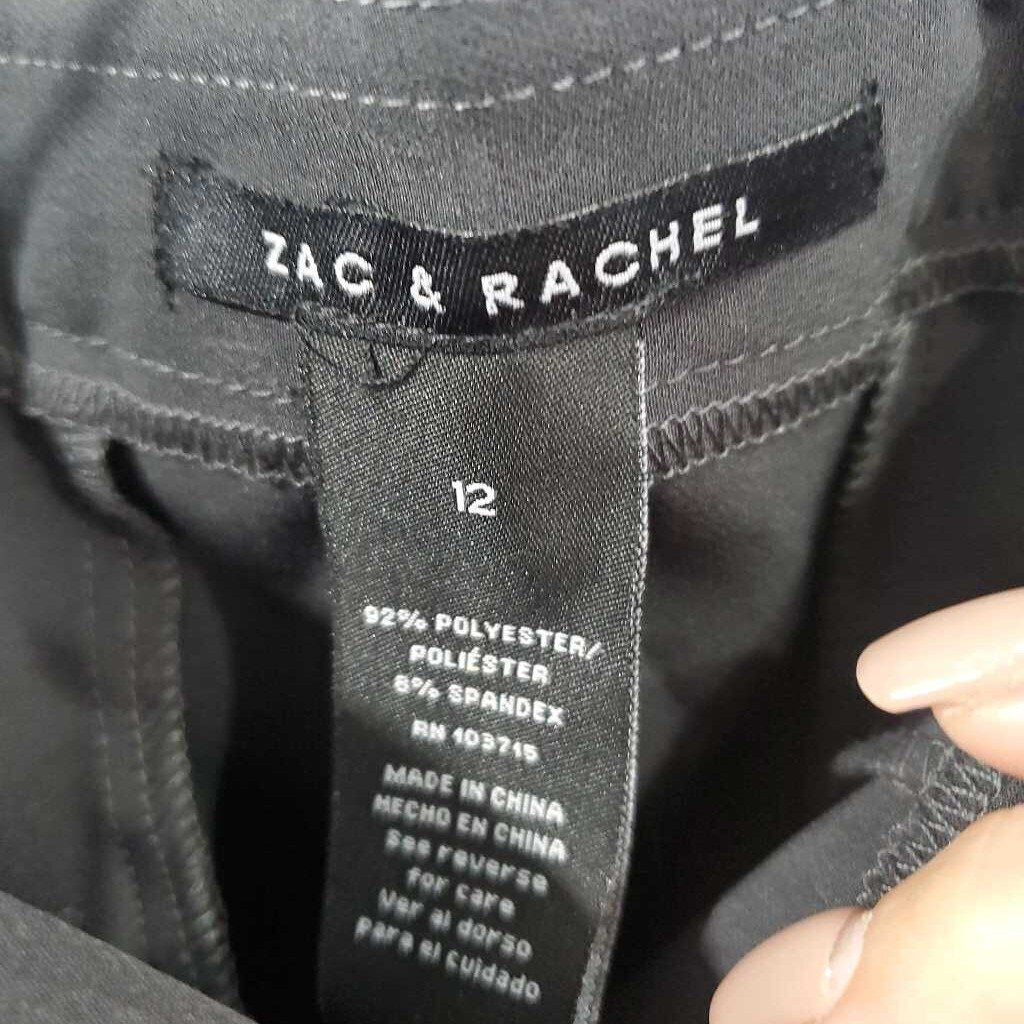 ZAC & RACHEL
12
92% POLYESTER/
POLIÉSTER
8% SPANDEX
RN 103715
MADE IN CHINA
HECHO EN CHINA
See reverse
for care
Ver al dorso
para el cuidado